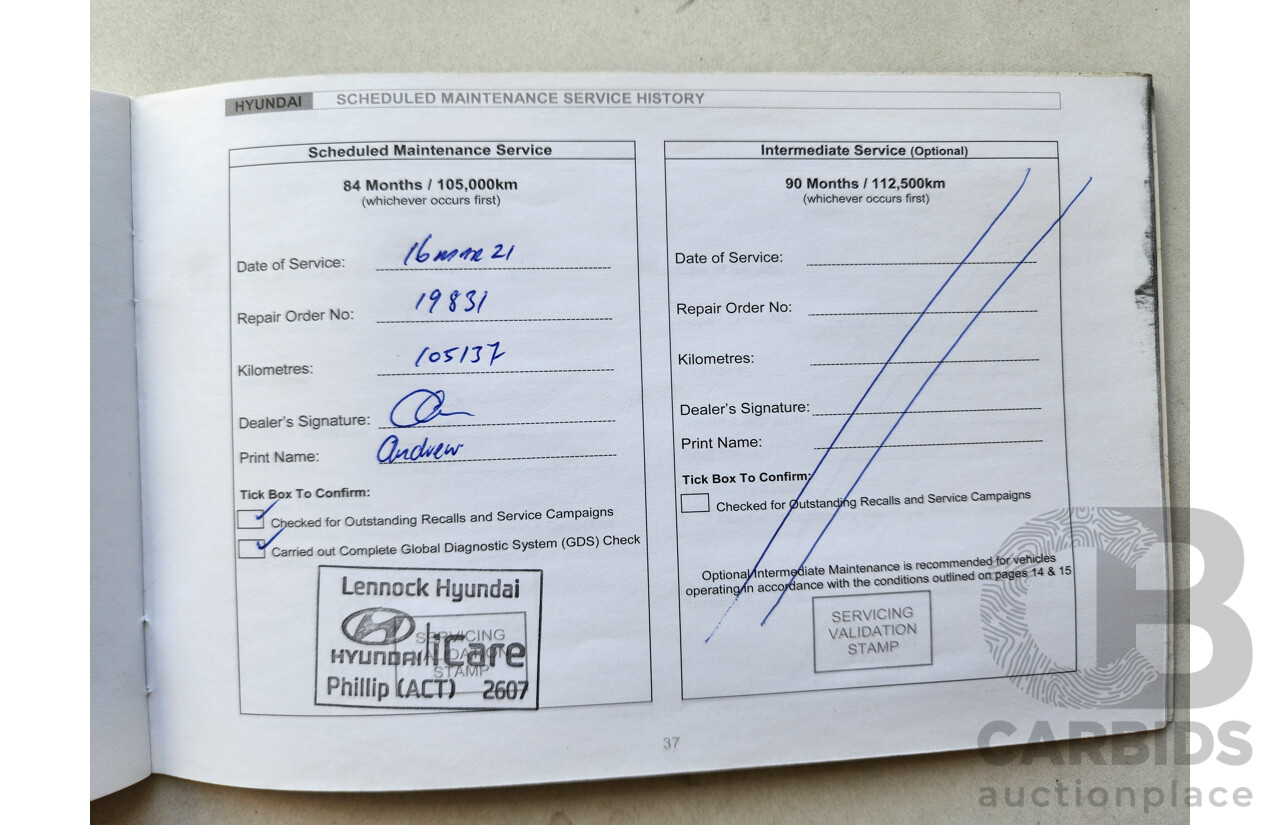 HYUNDAI SCHEDULED MAINTENANCE SERVICE HISTORY
Scheduled Maintenance Service
84 Months / 105,000km
(whichever occurs first)
Date of Service: 16 mar 21
Repair Order No: 19831
Kilometres: 105137
Dealer's Signature:
Print Name: Andrew
Tick Box To Confirm:
Checked for Outstanding Recalls and Service Campaigns
Carried out Complete Global Diagnostic System (GDS) Check
Lennock Hyundai
SERVICING
VALIDATION
STAMP
HYUNDAI iCare
Phillip (ACT) 2607
Intermediate Service (Optional)
90 Months / 112,500km
(whichever occurs first)
Date of Service:
Repair Order No:
Kilometres:
Dealer's Signature:
Print Name:
Tick Box To Confirm:
Checked for Outstanding Recalls and Service Campaigns
Optional Intermediate Maintenance is recommended for vehicles
operating in accordance with the conditions outlined on pages 14 & 15
SERVICING
VALIDATION
STAMP
37
CARBIDS
auctionplace